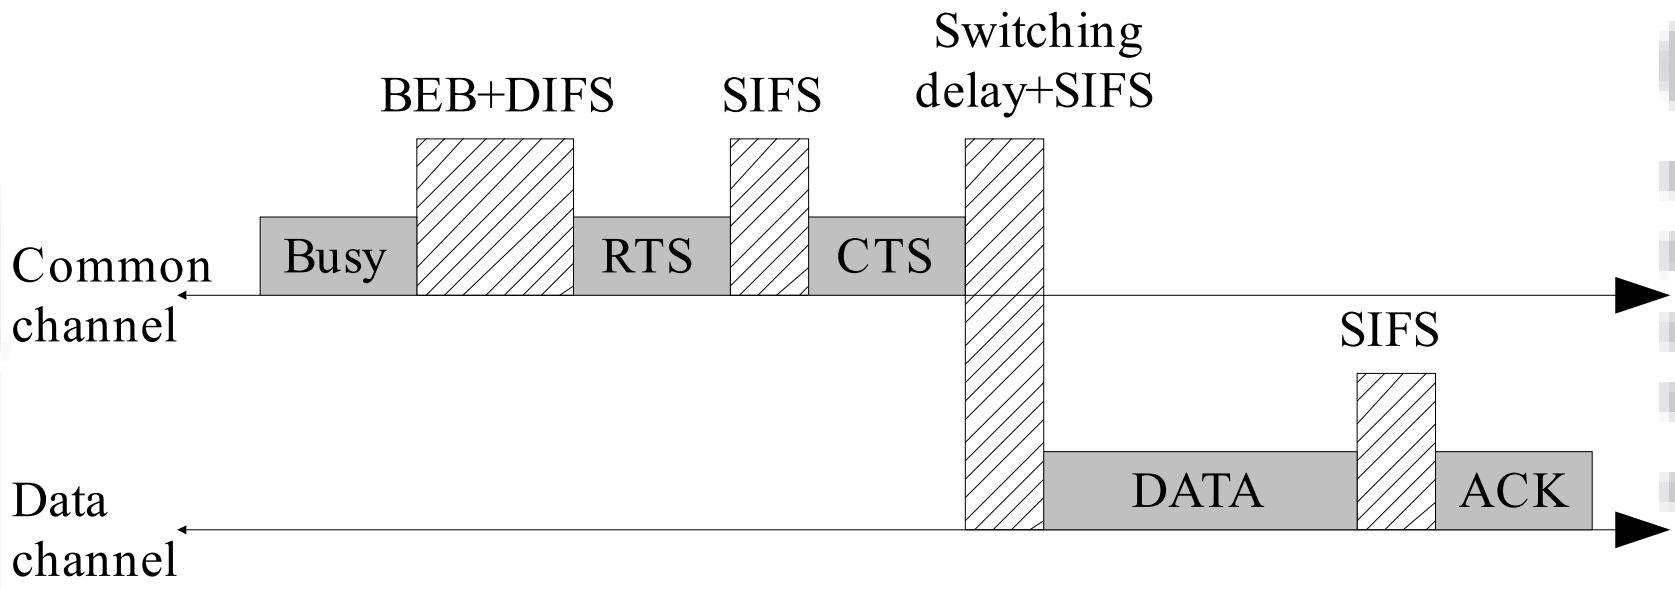 Switching
delay+SIFS
BEB+DIFS
SIFS
Common
channel
Busy
RTS
CTS
SIFS
Data
channel
DATA
ACK